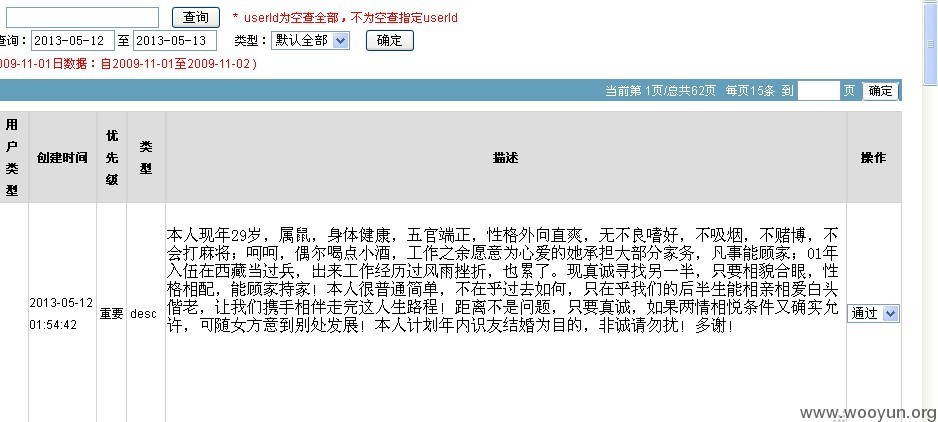 查询 * userId为空查全部，不为空查指定userId
查询：2013-05-12 至 2013-05-13 类型：默认全部 确定
009-11-01日数据：自2009-11-01至2009-11-02 )
当前第 1页/总共62页 每页15条 到 页 确定
用户类型 创建时间 优先级 类型 描述 操作
本人现年29岁，属鼠，身体健康，五官端正，性格外向直爽，无不良嗜好，不吸烟，不赌博，不
会打麻将；呵呵，偶尔喝点小酒，工作之余愿意为心爱的她承担大部分家务，凡事能顾家；01年
入伍在西藏当过兵，出来工作经历过风雨挫折，也累了。现真诚寻找另一半，只要相貌合眼，性
格相配，能顾家持家！本人很普通简单，不在乎过去如何，只在乎我们的后半生能相亲相爱白头
偕老，让我们携手相伴走完这人生路程！距离不是问题，只要真诚，如果两情相悦条件又确实允
许，可随女方意到别处发展！本人计划年内识友结婚为目的，非诚请勿扰！多谢！
2013-05-12
01:54:42
重要 desc 通过
www.wooyun.org